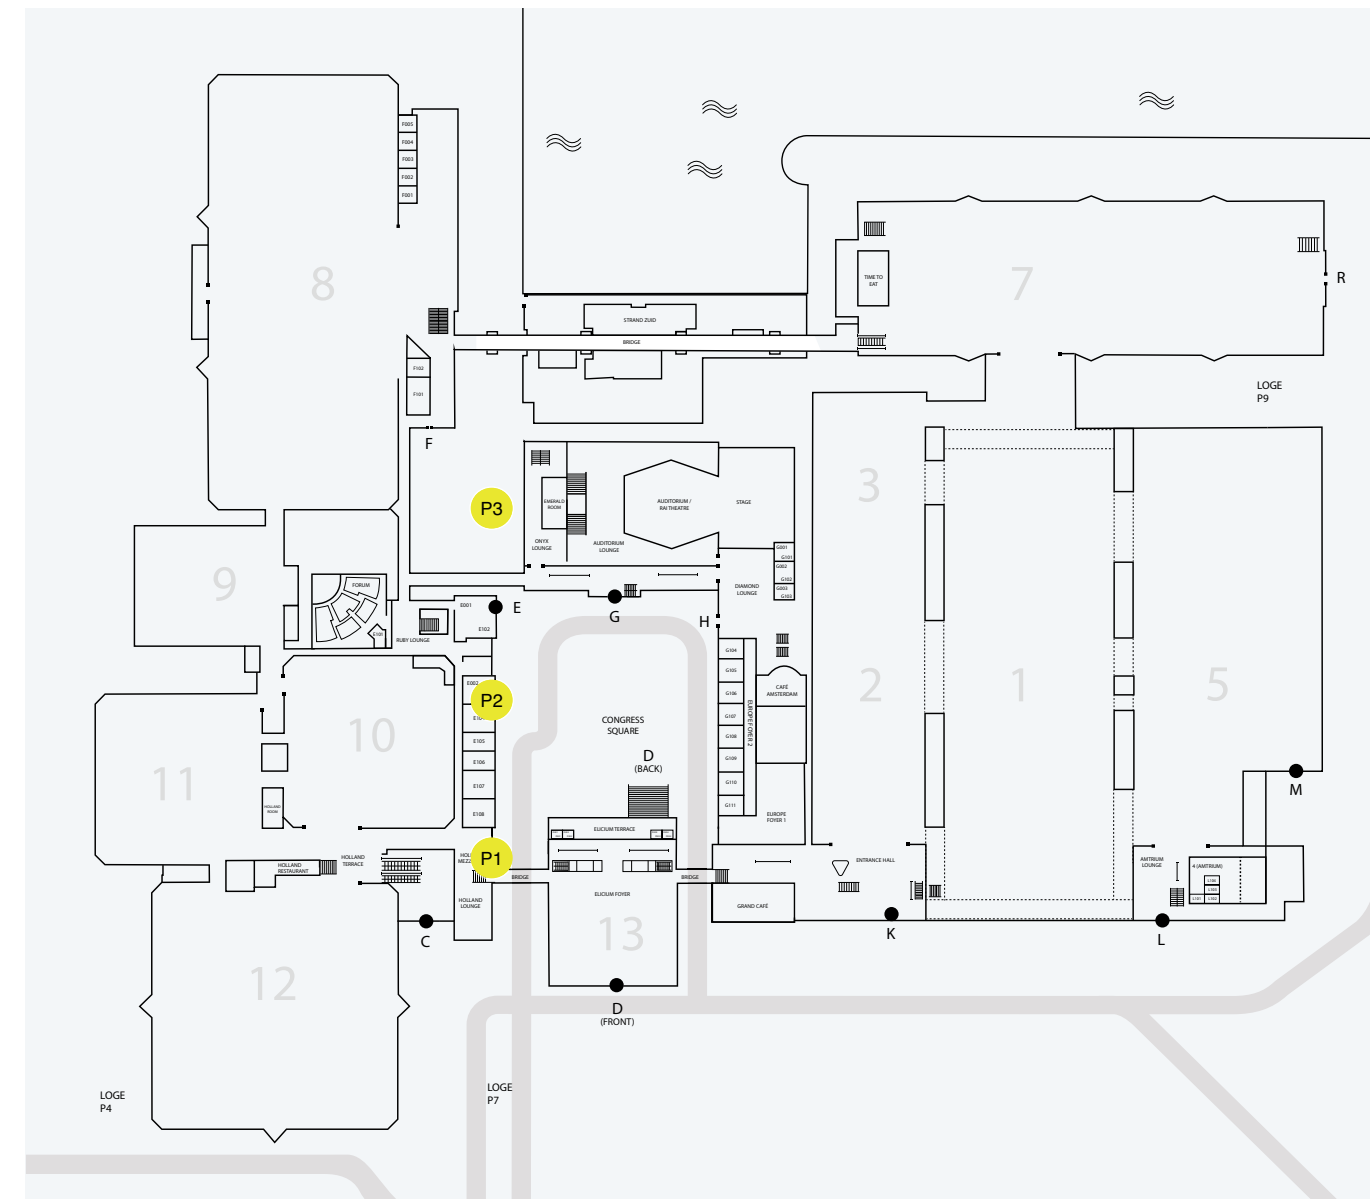 F005
F004
F003
F002
F001
8
TIME TO
EAT
7
R
STRAND ZUID
BRIDGE
F102
F101
F
LOGE
P9
3
P3
EMERALD
ROOM
ONYX
LOUNGE
AUDITORIUM
LOUNGE
AUDITORIUM /
RAI THEATRE
STAGE
G001
G101
G002
G102
G003
G103
DIAMOND
LOUNGE
9
FORUM
E103
RUBY LOUNGE
E001
E102
E
G
H
G104
G105
G106
G107
G108
G109
G110
G111
EUROPE FOYER 2
CAFÉ
AMSTERDAM
EUROPE
FOYER 1
2
1
5
M
10
11
E002
P2
E105
E106
E107
E108
CONGRESS
SQUARE
D
(BACK)
HOLLAND
ROOM
ELICIUM TERRACE
P1
HOLLAND
TERRACE
HOLLAND
RESTAURANT
BRIDGE
BRIDGE
ELICIUM FOYER
HOLLAND
LOUNGE
13
GRAND CAFÉ
ENTRANCE HALL
AMTRIUM
LOUNGE
4 (AMTRIUM)
L101
L102
C
K
L
12
D
(FRONT)
LOGE
P4
LOGE
P7